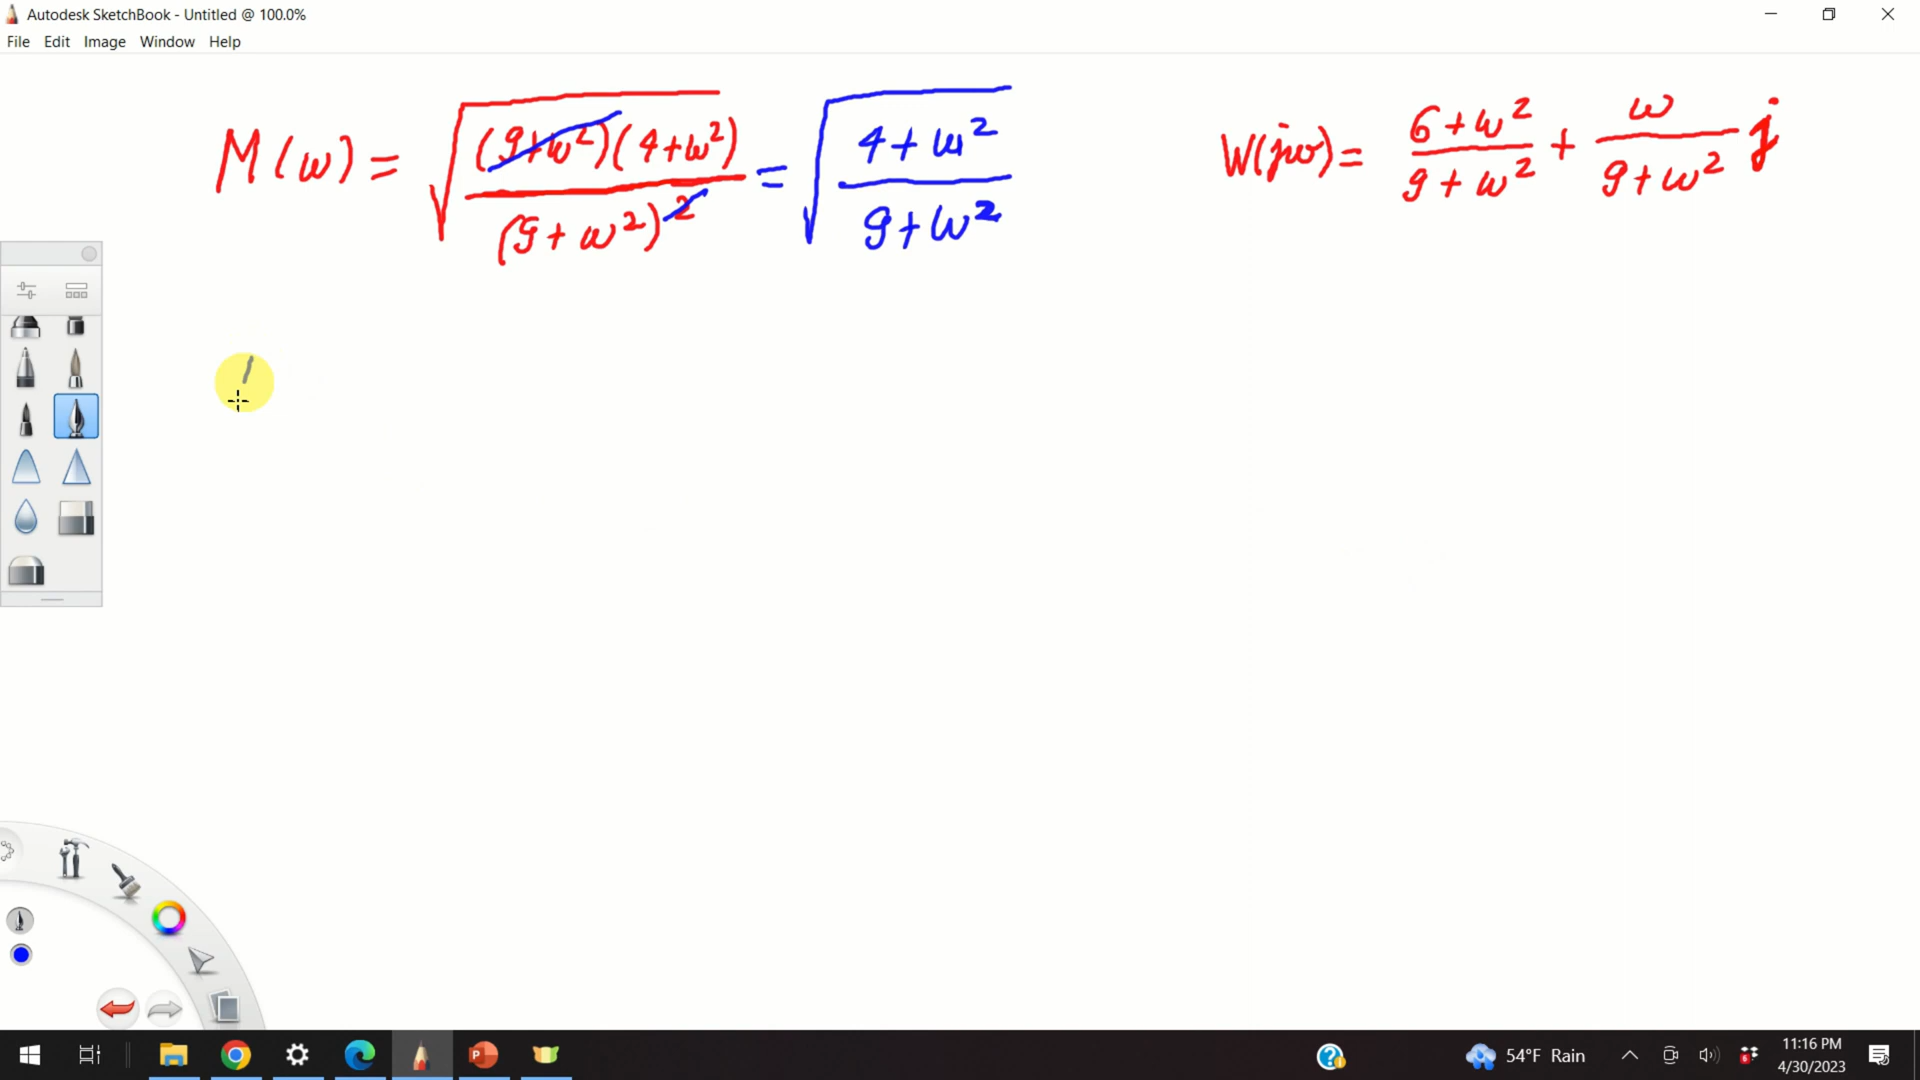 Autodesk SketchBook - Untitled @ 100.0%
File Edit Image Window Help
M(ω) = √((9+ω²)(4+ω²) / (9+ω²)²) = √(4+ω² / 9+ω²)
W(jω) = 6+ω² / 9+ω² + ω / 9+ω² j
54°F Rain
6
11:16 PM
4/30/2023